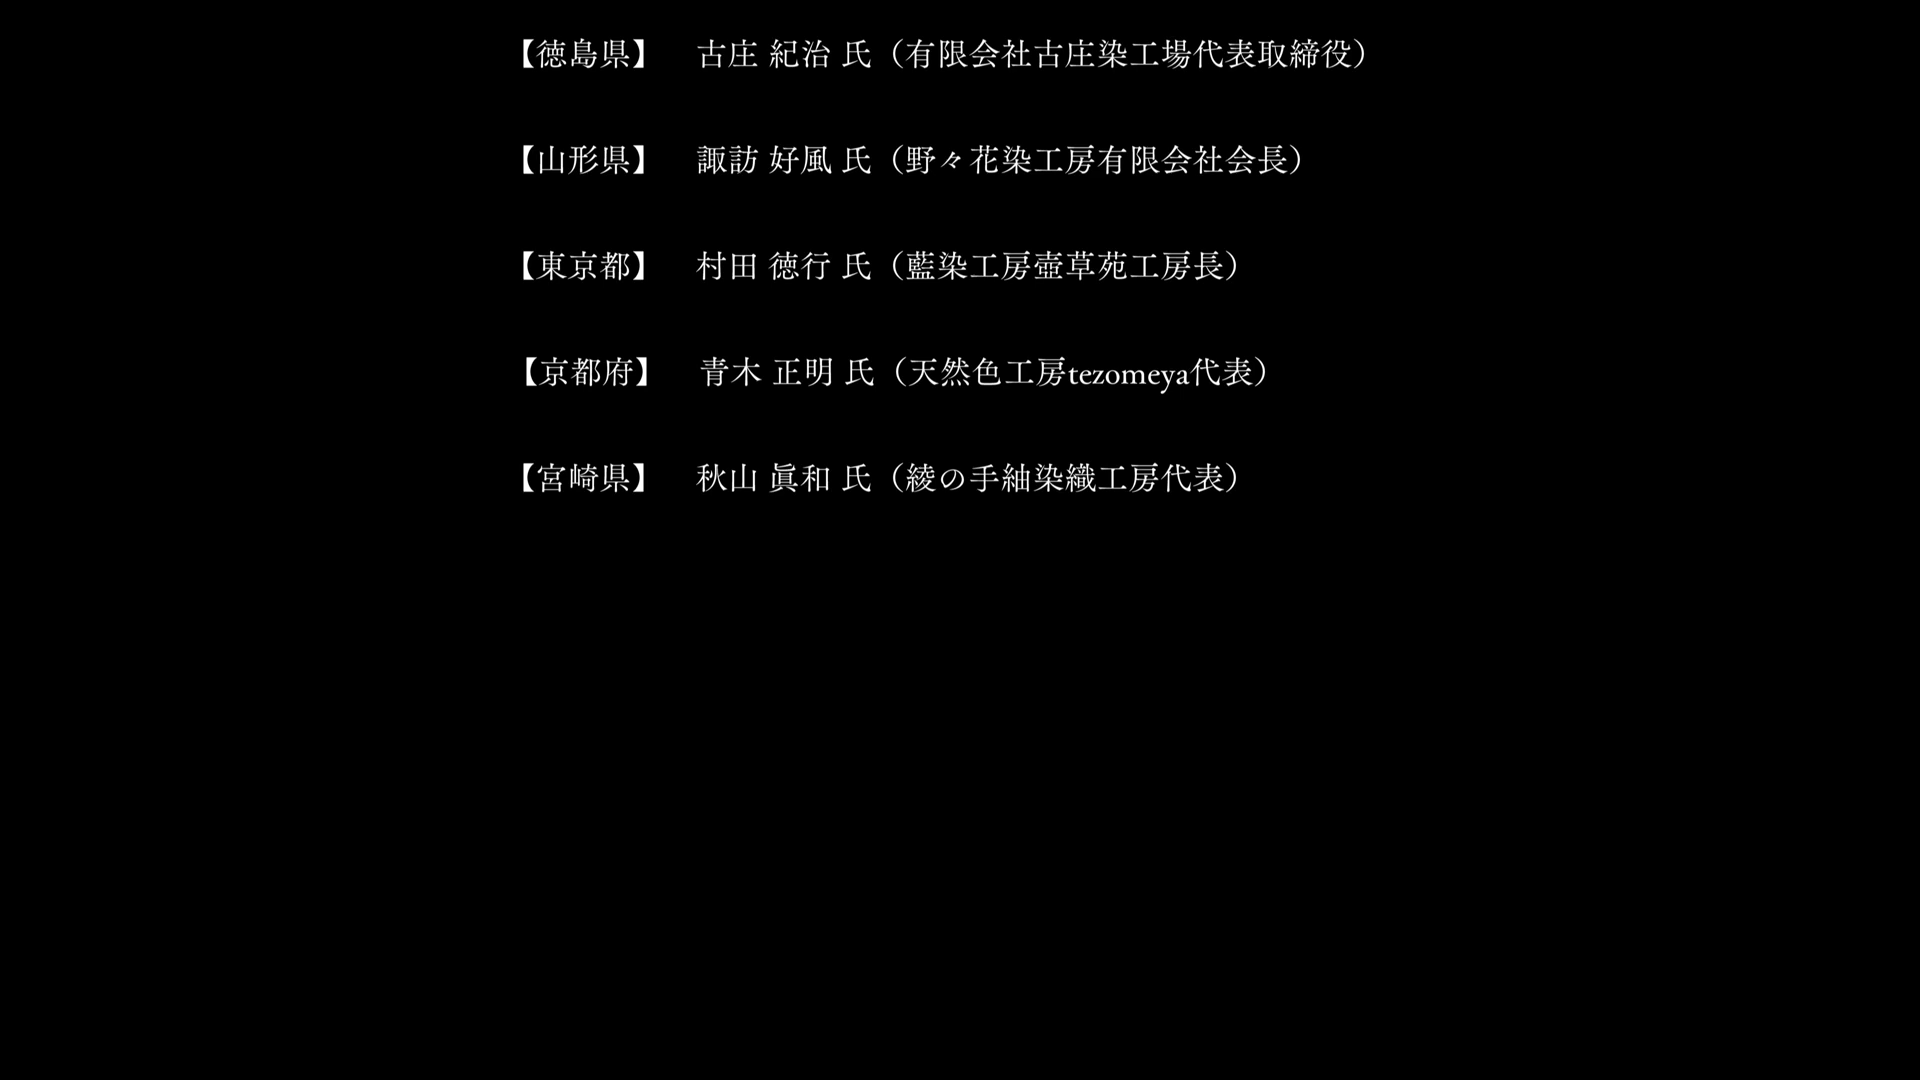 【徳島県】　古庄 紀治 氏（有限会社古庄染工場代表取締役）
【山形県】　諏訪 好風 氏（野々花染工房有限会社会長）
【東京都】　村田 徳行 氏（藍染工房壺草苑工房長）
【京都府】　青木 正明 氏（天然色工房tezomeya代表）
【宮崎県】　秋山 眞和 氏（綾の手紬染織工房代表）